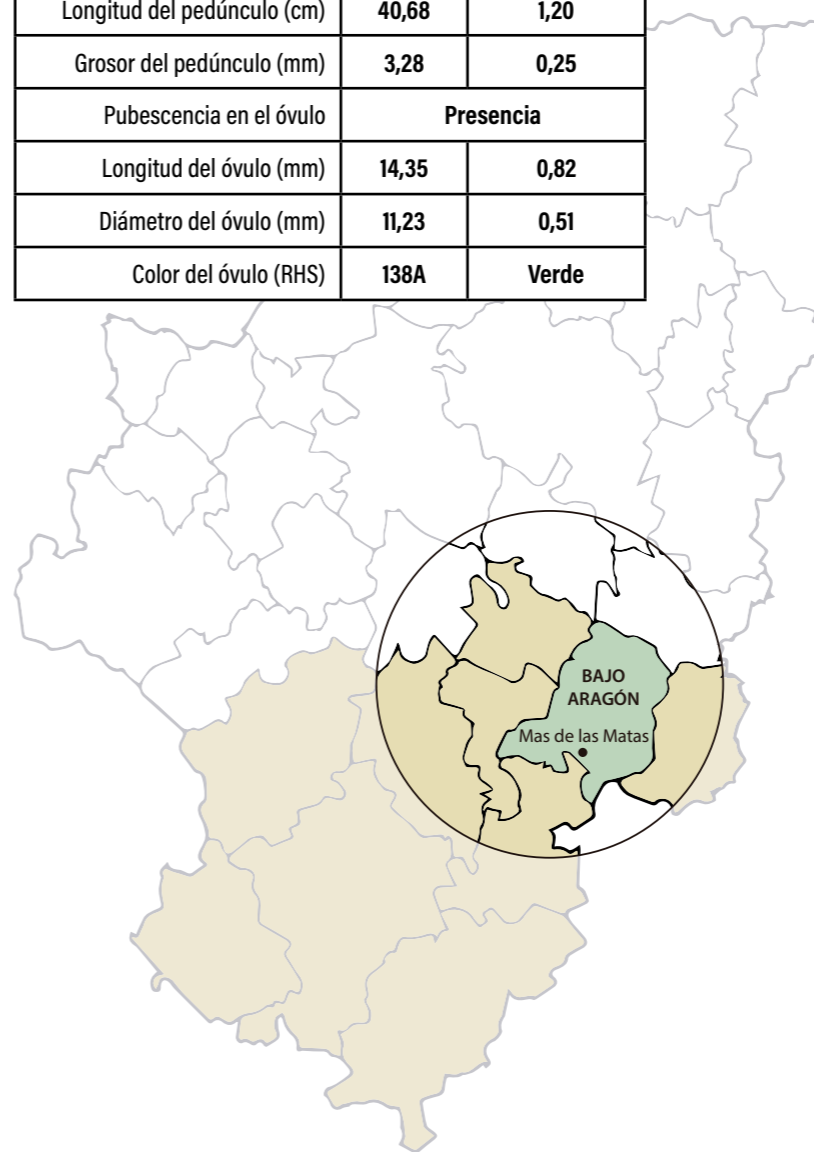 Longitud del pedúnculo (cm) 40,68 1,20
Grosor del pedúnculo (mm) 3,28 0,25
Pubescencia en el óvulo Presencia
Longitud del óvulo (mm) 14,35 0,82
Diámetro del óvulo (mm) 11,23 0,51
Color del óvulo (RHS) 138A Verde
BAJO
ARAGÓN
Mas de las Matas